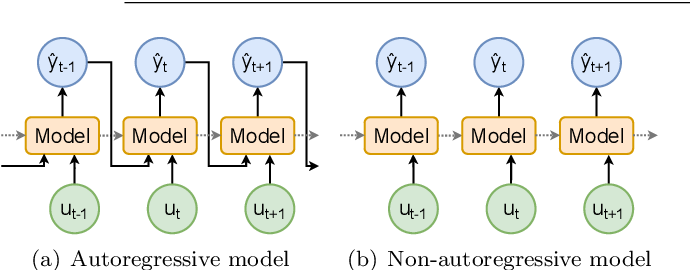 ŷt-1 ŷt ŷt+1 ŷt-1 ŷt ŷt+1
Model Model Model Model Model Model
ut-1 ut ut+1 ut-1 ut ut+1
(a) Autoregressive model (b) Non-autoregressive model